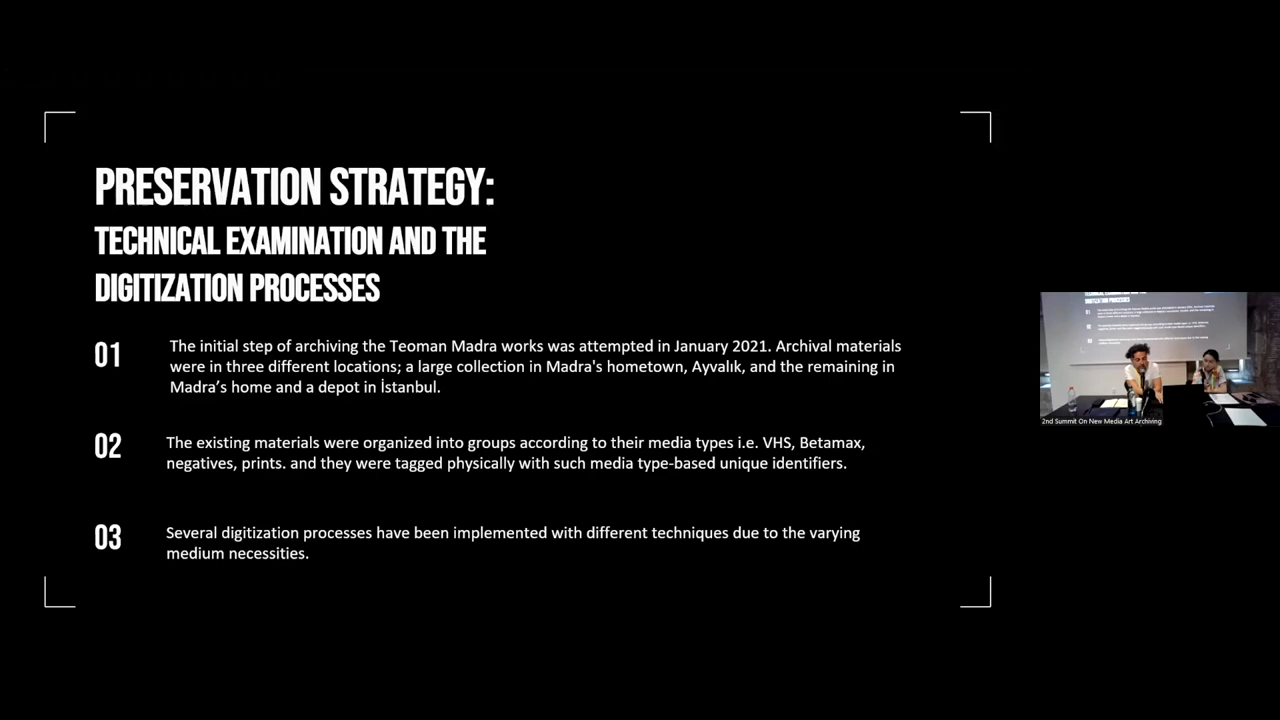 PRESERVATION STRATEGY:
TECHNICAL EXAMINATION AND THE
DIGITIZATION PROCESSES
01
The initial step of archiving the Teoman Madra works was attempted in January 2021. Archival materials
were in three different locations; a large collection in Madra's hometown, Ayvalık, and the remaining in
Madra’s home and a depot in İstanbul.
02
The existing materials were organized into groups according to their media types i.e. VHS, Betamax,
negatives, prints. and they were tagged physically with such media type-based unique identifiers.
03
Several digitization processes have been implemented with different techniques due to the varying
medium necessities.
DIGITIZATION PROCESSES
2nd Summit On New Media Art Archiving